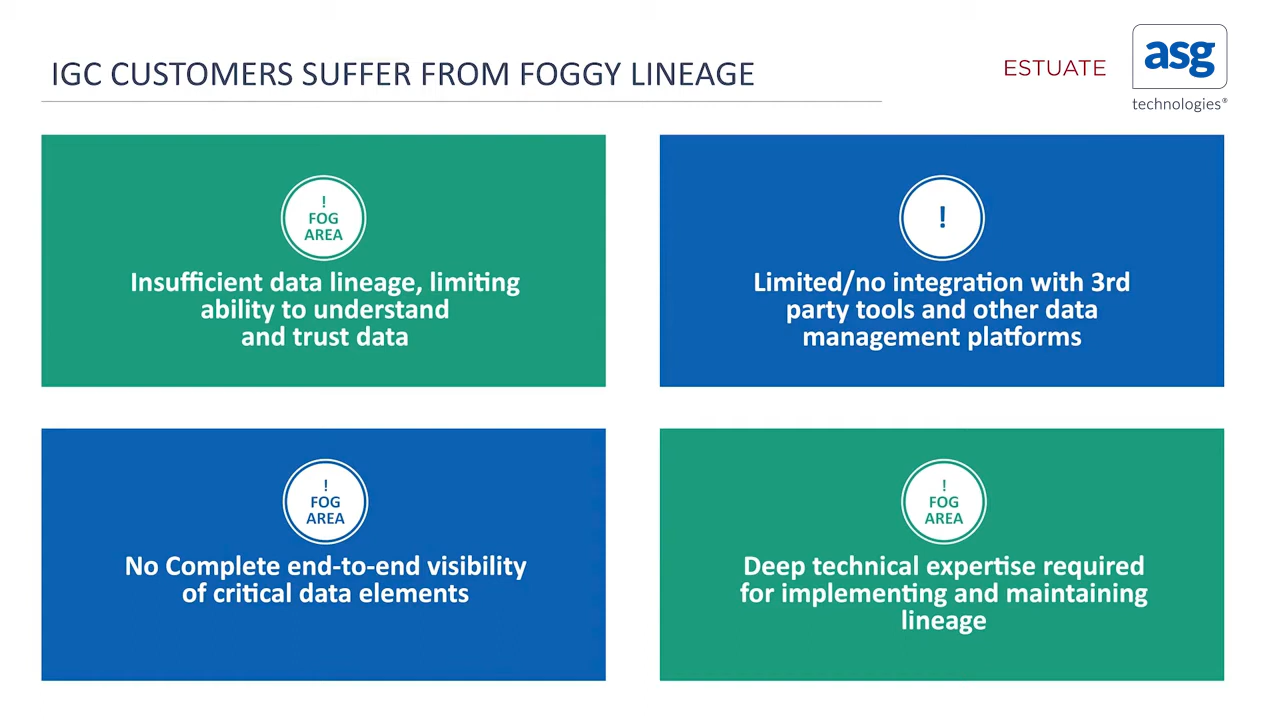 IGC CUSTOMERS SUFFER FROM FOGGY LINEAGE
ESTUATE
asg
technologies®
!
FOG
AREA
Insufficient data lineage, limiting
ability to understand
and trust data
!
Limited/no integration with 3rd
party tools and other data
management platforms
!
FOG
AREA
No Complete end-to-end visibility
of critical data elements
!
FOG
AREA
Deep technical expertise required
for implementing and maintaining
lineage